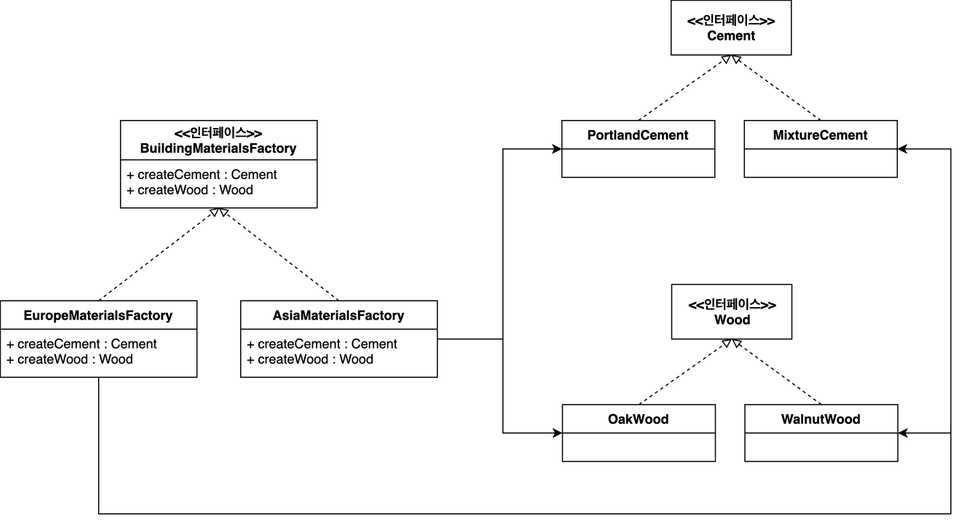 <<인터페이스>>
Cement
PortlandCement
MixtureCement
<<인터페이스>>
BuildingMaterialsFactory
+ createCement : Cement
+ createWood : Wood
EuropeMaterialsFactory
+ createCement : Cement
+ createWood : Wood
AsiaMaterialsFactory
+ createCement : Cement
+ createWood : Wood
<<인터페이스>>
Wood
OakWood
WalnutWood